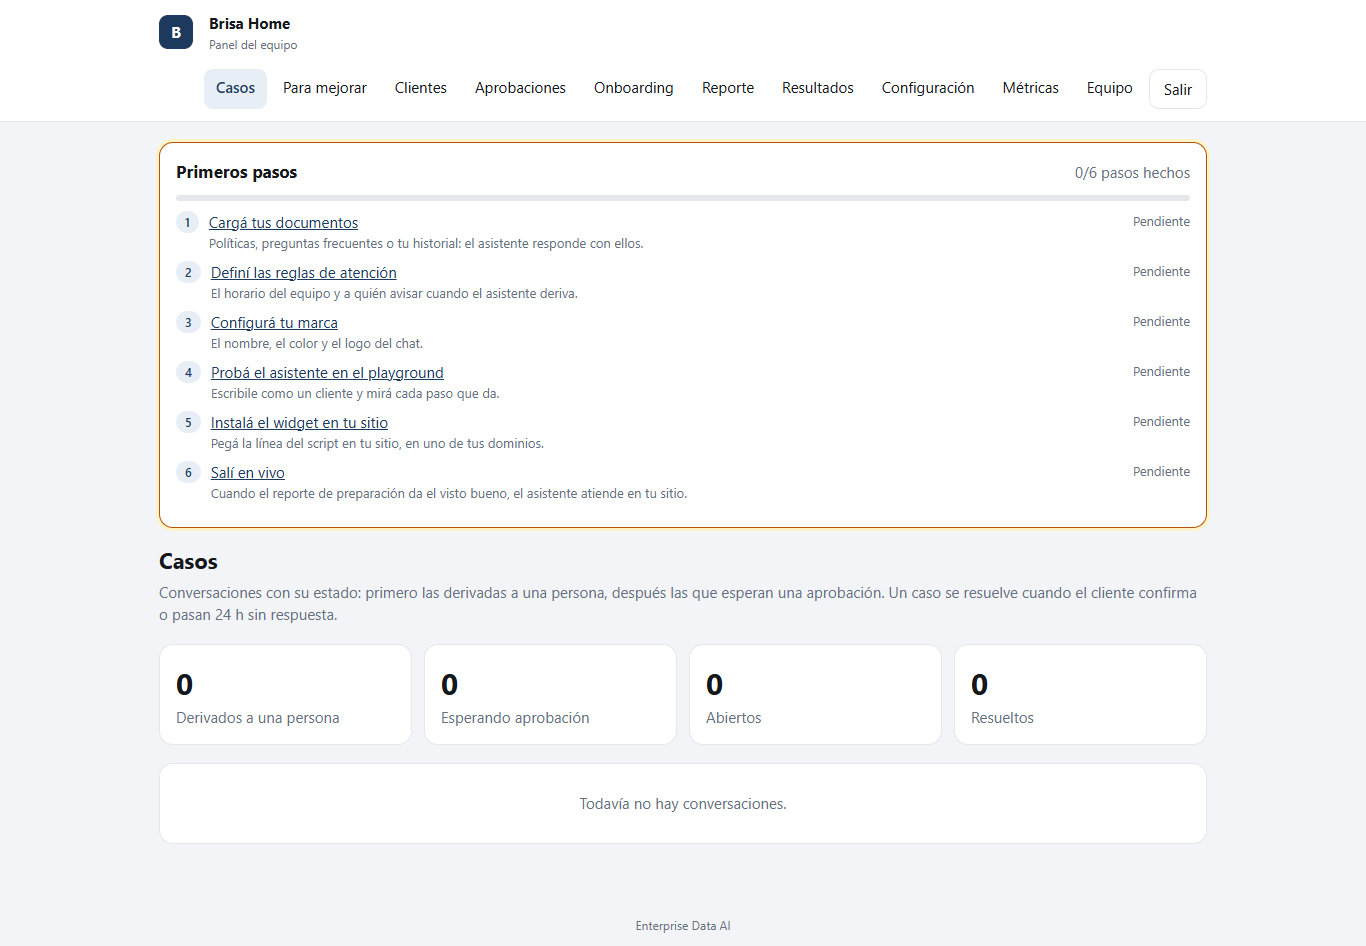 B
Brisa Home
Panel del equipo
Casos
Para mejorar
Clientes
Aprobaciones
Onboarding
Reporte
Resultados
Configuración
Métricas
Equipo
Salir
Primeros pasos
0/6 pasos hechos
1
Cargá tus documentos
Pendiente
Políticas, preguntas frecuentes o tu historial: el asistente responde con ellos.
2
Definí las reglas de atención
Pendiente
El horario del equipo y a quién avisar cuando el asistente deriva.
3
Configurá tu marca
Pendiente
El nombre, el color y el logo del chat.
4
Probá el asistente en el playground
Pendiente
Escribile como un cliente y mirá cada paso que da.
5
Instalá el widget en tu sitio
Pendiente
Pegá la línea del script en tu sitio, en uno de tus dominios.
6
Salí en vivo
Pendiente
Cuando el reporte de preparación da el visto bueno, el asistente atiende en tu sitio.
Casos
Conversaciones con su estado: primero las derivadas a una persona, después las que esperan una aprobación. Un caso se resuelve cuando el cliente confirma
o pasan 24 h sin respuesta.
0
Derivados a una persona
0
Esperando aprobación
0
Abiertos
0
Resueltos
Todavía no hay conversaciones.
Enterprise Data AI